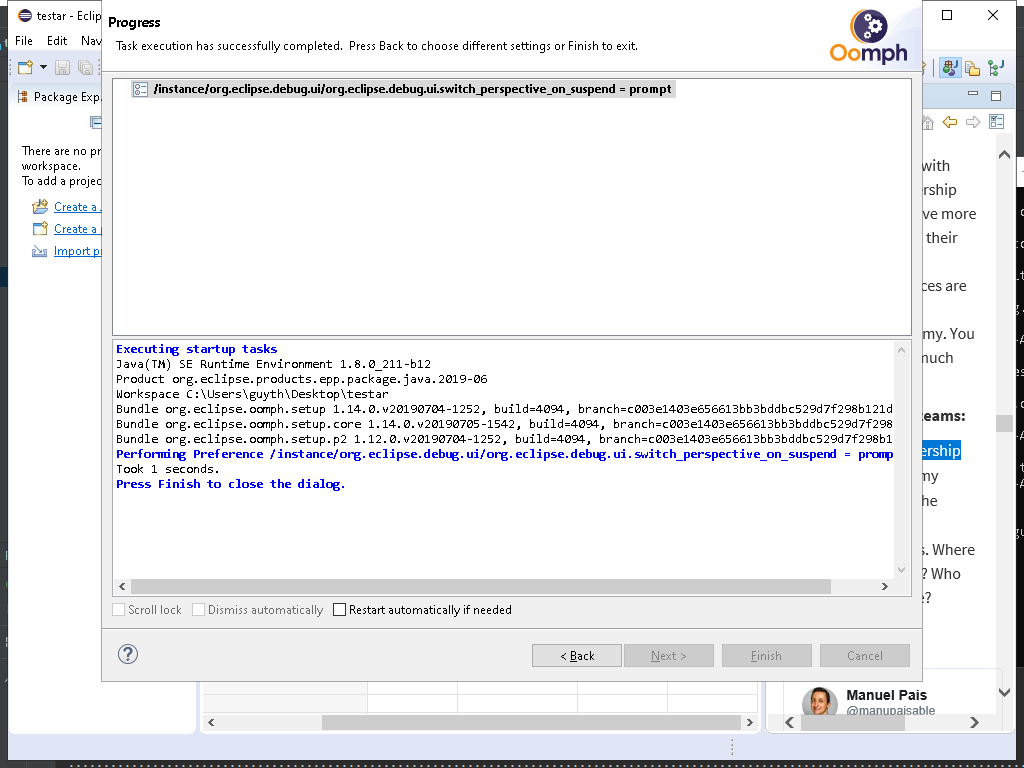 testar - Eclip
File Edit Nav
Package Exp
There are no pr
workspace.
To add a projec
Create a
Create a
Import p
Progress
Task execution has successfully completed. Press Back to choose different settings or Finish to exit.
Oomph
/instance/org.eclipse.debug.ui/org.eclipse.debug.ui.switch_perspective_on_suspend = prompt
Executing startup tasks
Java(TM) SE Runtime Environment 1.8.0_211-b12
Product org.eclipse.products.epp.package.java.2019-06
Workspace C:\Users\guyth\Desktop\testar
Bundle org.eclipse.oomph.setup 1.14.0.v20190704-1252, build=4094, branch=c003e1403e656613bb3bddbc529d7f298b121d
Bundle org.eclipse.oomph.setup.core 1.14.0.v20190705-1542, build=4094, branch=c003e1403e656613bb3bddbc529d7f298
Bundle org.eclipse.oomph.setup.p2 1.12.0.v20190704-1252, build=4094, branch=c003e1403e656613bb3bddbc529d7f298b1
Performing Preference /instance/org.eclipse.debug.ui/org.eclipse.debug.ui.switch_perspective_on_suspend = promp
Took 1 seconds.
Press Finish to close the dialog.
Scroll lock Dismiss automatically Restart automatically if needed
< Back Next > Finish Cancel
with
rship
ve more
their
ces are
my. You
much
teams:
ership
my
he
s. Where
? Who
e?
Manuel Pais
@manupaisable